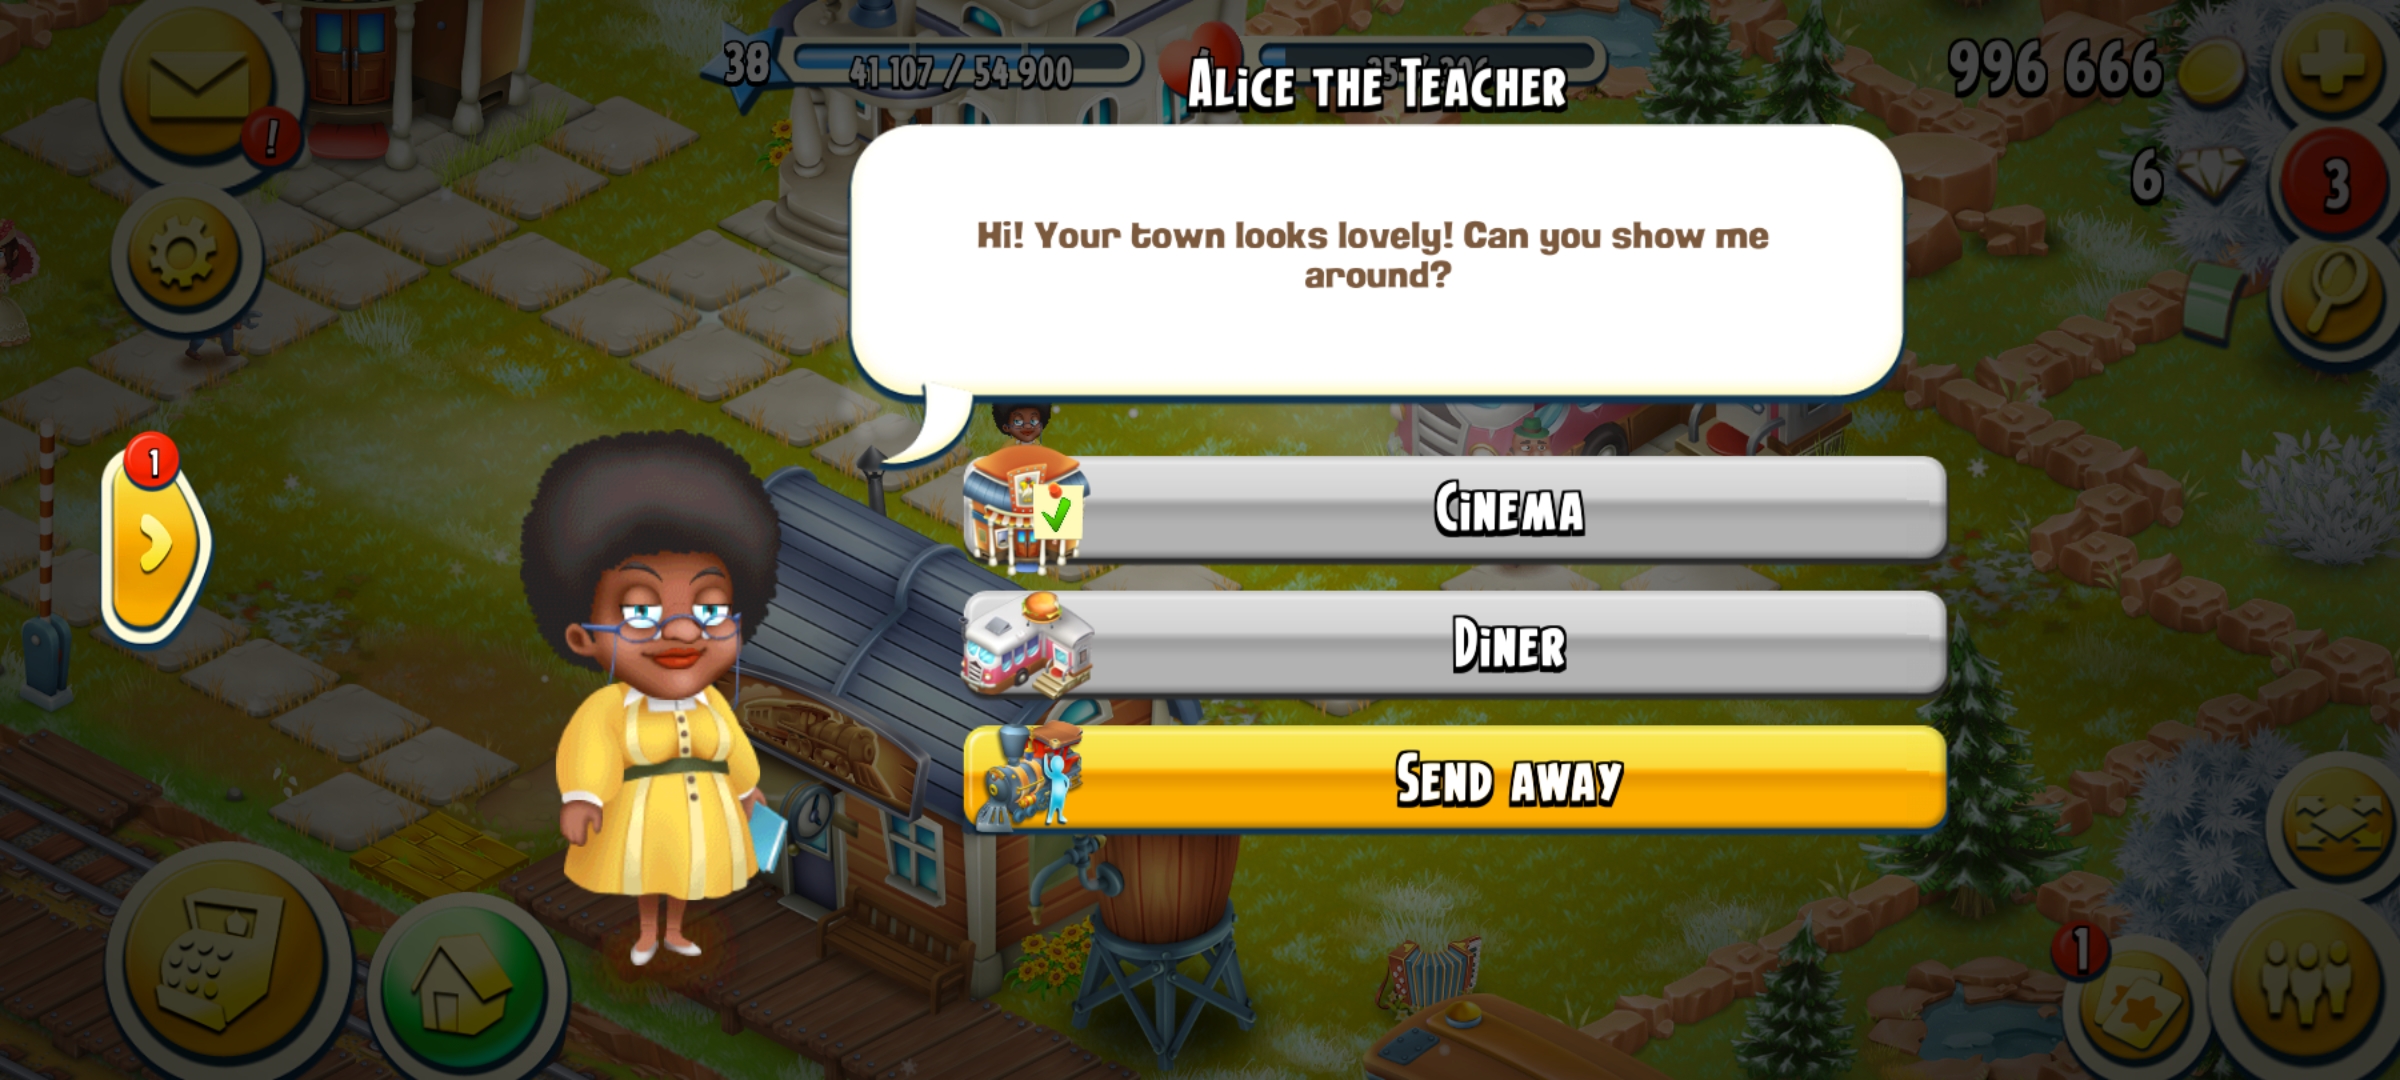 38
41 107 / 54 900
Alice the Teacher
996 666
!
6
3
Hi! Your town looks lovely! Can you show me
around?
1
Cinema
Diner
Send away
1